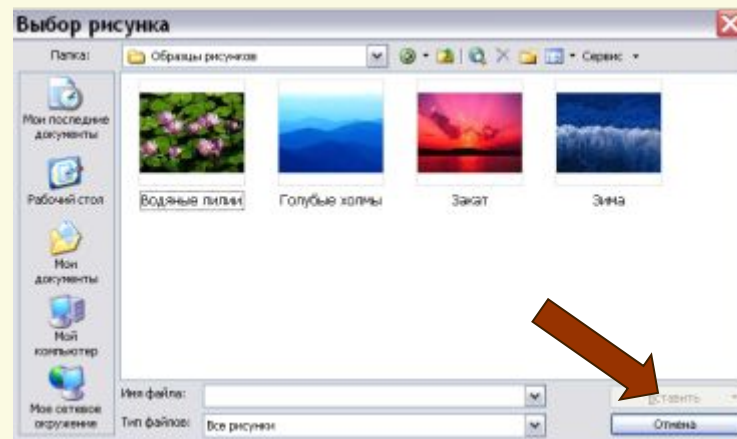 Выбор рисунка
Папка:
Образцы рисунков
Сервис
Мои последние
документы
Рабочий стол
Мои
документы
Мой
компьютер
Мое сетевое
окружение
Водяные лилии
Голубые холмы
Закат
Зима
Имя файла:
Вставить
Тип файлов:
Все рисунки
Отмена